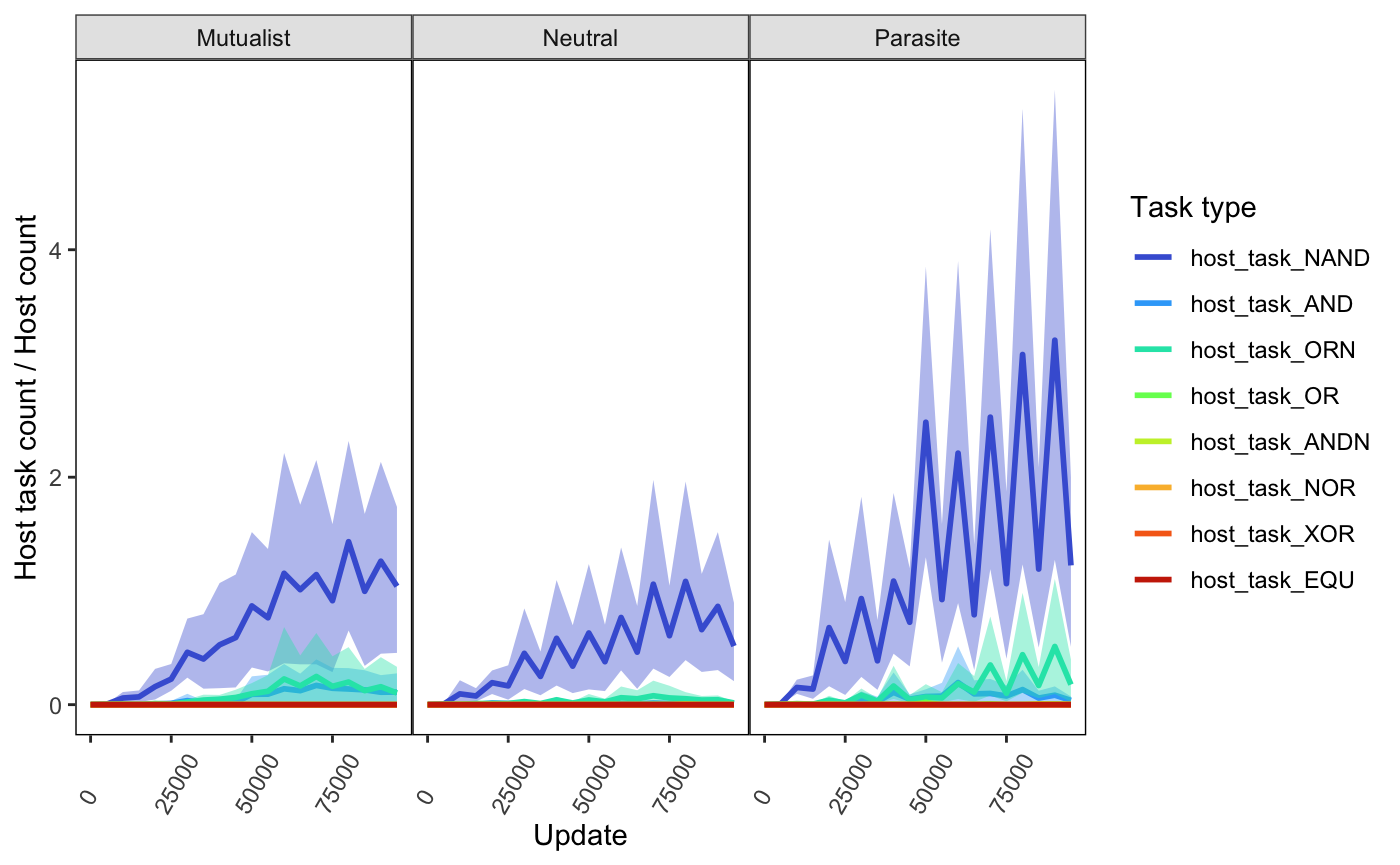 Mutualist
Neutral
Parasite
Host task count / Host count
4
2
0
0
25000
50000
75000
0
25000
50000
75000
0
25000
50000
75000
Update
Task type
host_task_NAND
host_task_AND
host_task_ORN
host_task_OR
host_task_ANDN
host_task_NOR
host_task_XOR
host_task_EQU